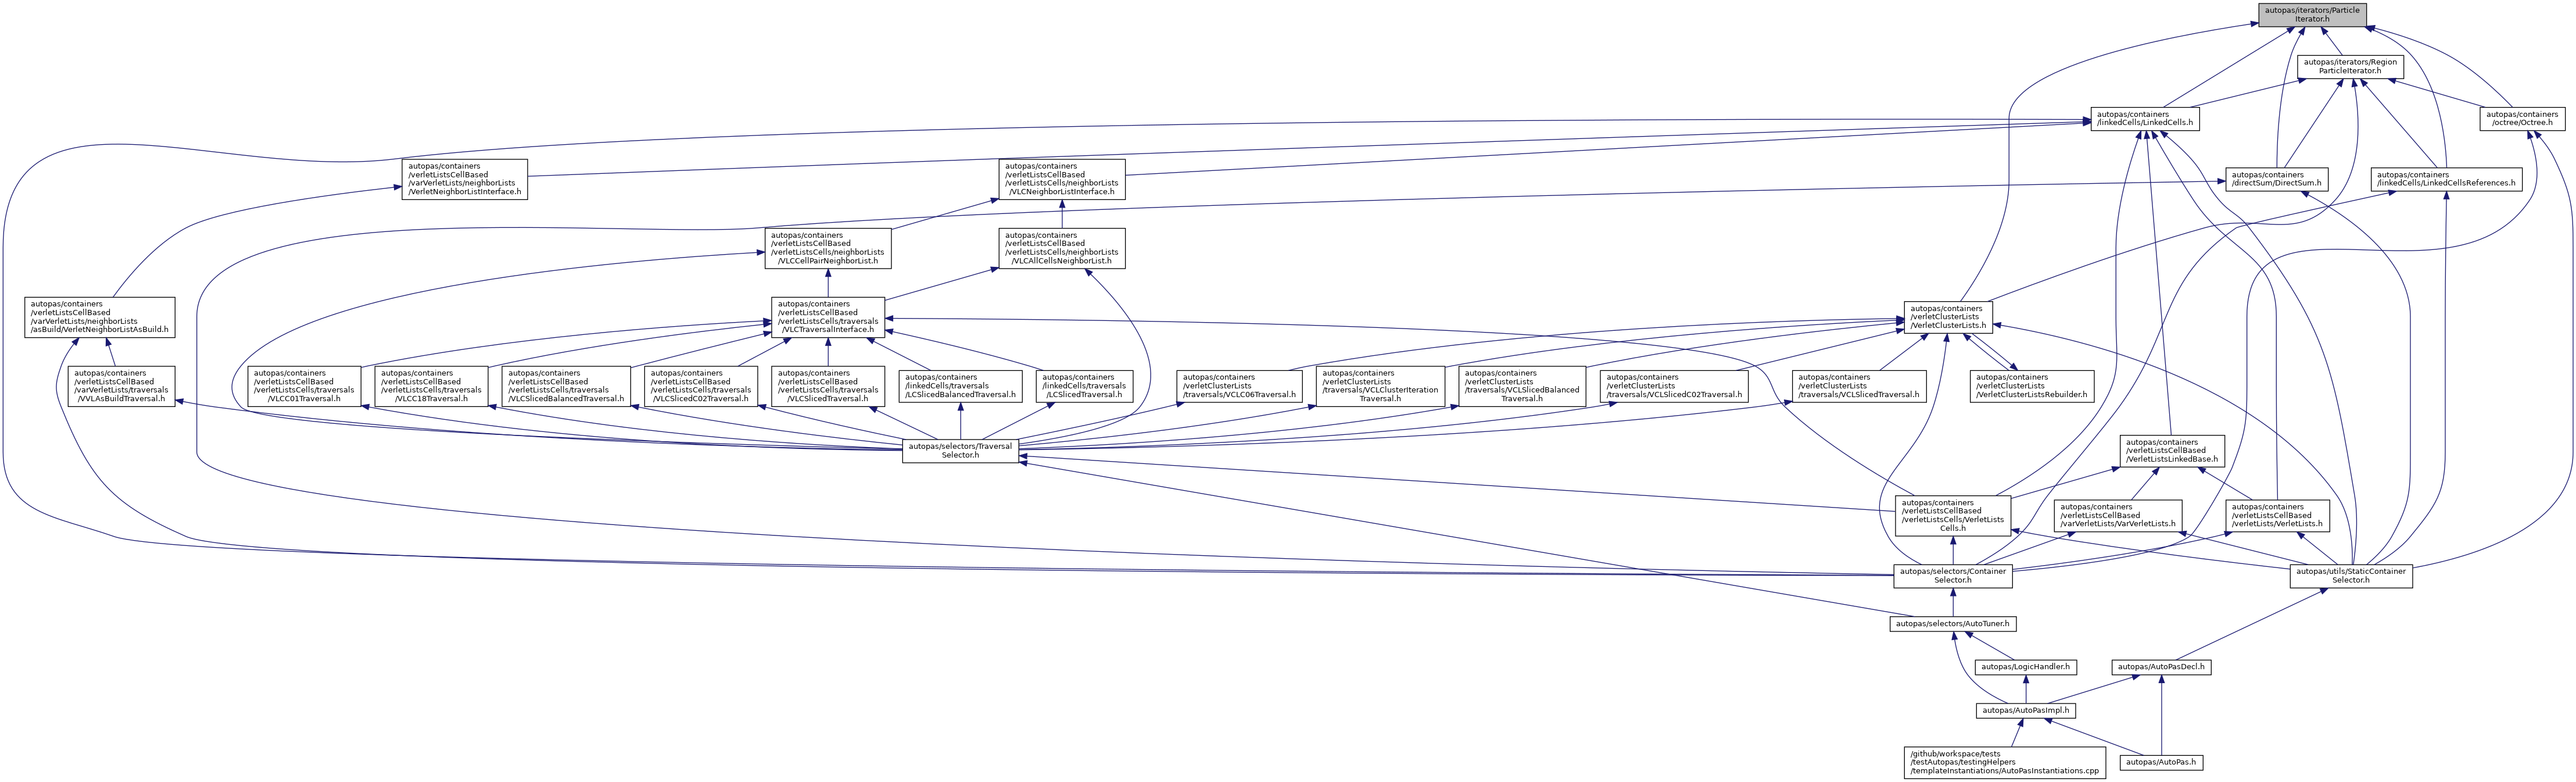 autopas/iterators/Particle
Iterator.h
autopas/iterators/Region
ParticleIterator.h
autopas/containers
/linkedCells/LinkedCells.h
autopas/containers
/octree/Octree.h
autopas/containers
/verletListsCellBased
/varVerletLists/neighborLists
/VerletNeighborListInterface.h
autopas/containers
/verletListsCellBased
/verletListsCells/neighborLists
/VLCNeighborListInterface.h
autopas/containers
/directSum/DirectSum.h
autopas/containers
/linkedCells/LinkedCellsReferences.h
autopas/containers
/verletListsCellBased
/verletListsCells/neighborLists
/VLCCellPairNeighborList.h
autopas/containers
/verletListsCellBased
/verletListsCells/neighborLists
/VLCAllCellsNeighborList.h
autopas/containers
/verletListsCellBased
/varVerletLists/neighborLists
/asBuild/VerletNeighborListAsBuild.h
autopas/containers
/verletListsCellBased
/verletListsCells/traversals
/VLCTraversalInterface.h
autopas/containers
/verletClusterLists
/VerletClusterLists.h
autopas/containers
/verletListsCellBased
/varVerletLists/traversals
/VVLAsBuildTraversal.h
autopas/containers
/verletListsCellBased
/verletListsCells/traversals
/VLCC01Traversal.h
autopas/containers
/verletListsCellBased
/verletListsCells/traversals
/VLCC18Traversal.h
autopas/containers
/verletListsCellBased
/verletListsCells/traversals
/VLCSlicedBalancedTraversal.h
autopas/containers
/verletListsCellBased
/verletListsCells/traversals
/VLCSlicedC02Traversal.h
autopas/containers
/verletListsCellBased
/verletListsCells/traversals
/VLCSlicedTraversal.h
autopas/containers
/linkedCells/traversals
/LCSlicedBalancedTraversal.h
autopas/containers
/linkedCells/traversals
/LCSlicedTraversal.h
autopas/containers
/verletClusterLists
/traversals/VCLC06Traversal.h
autopas/containers
/verletClusterLists
/traversals/VCLClusterIteration
Traversal.h
autopas/containers
/verletClusterLists
/traversals/VCLSlicedBalanced
Traversal.h
autopas/containers
/verletClusterLists
/traversals/VCLSlicedC02Traversal.h
autopas/containers
/verletClusterLists
/traversals/VCLSlicedTraversal.h
autopas/containers
/verletClusterLists
/VerletClusterListsRebuilder.h
autopas/selectors/Traversal
Selector.h
autopas/containers
/verletListsCellBased
/VerletListsLinkedBase.h
autopas/containers
/verletListsCellBased
/verletListsCells/VerletLists
Cells.h
autopas/containers
/verletListsCellBased
/varVerletLists/VarVerletLists.h
autopas/containers
/verletListsCellBased
/verletLists/VerletLists.h
autopas/selectors/Container
Selector.h
autopas/utils/StaticContainer
Selector.h
autopas/selectors/AutoTuner.h
autopas/LogicHandler.h
autopas/AutoPasDecl.h
autopas/AutoPasImpl.h
/github/workspace/tests
/testAutopas/testingHelpers
/templateInstantiations/AutoPasInstantiations.cpp
autopas/AutoPas.h